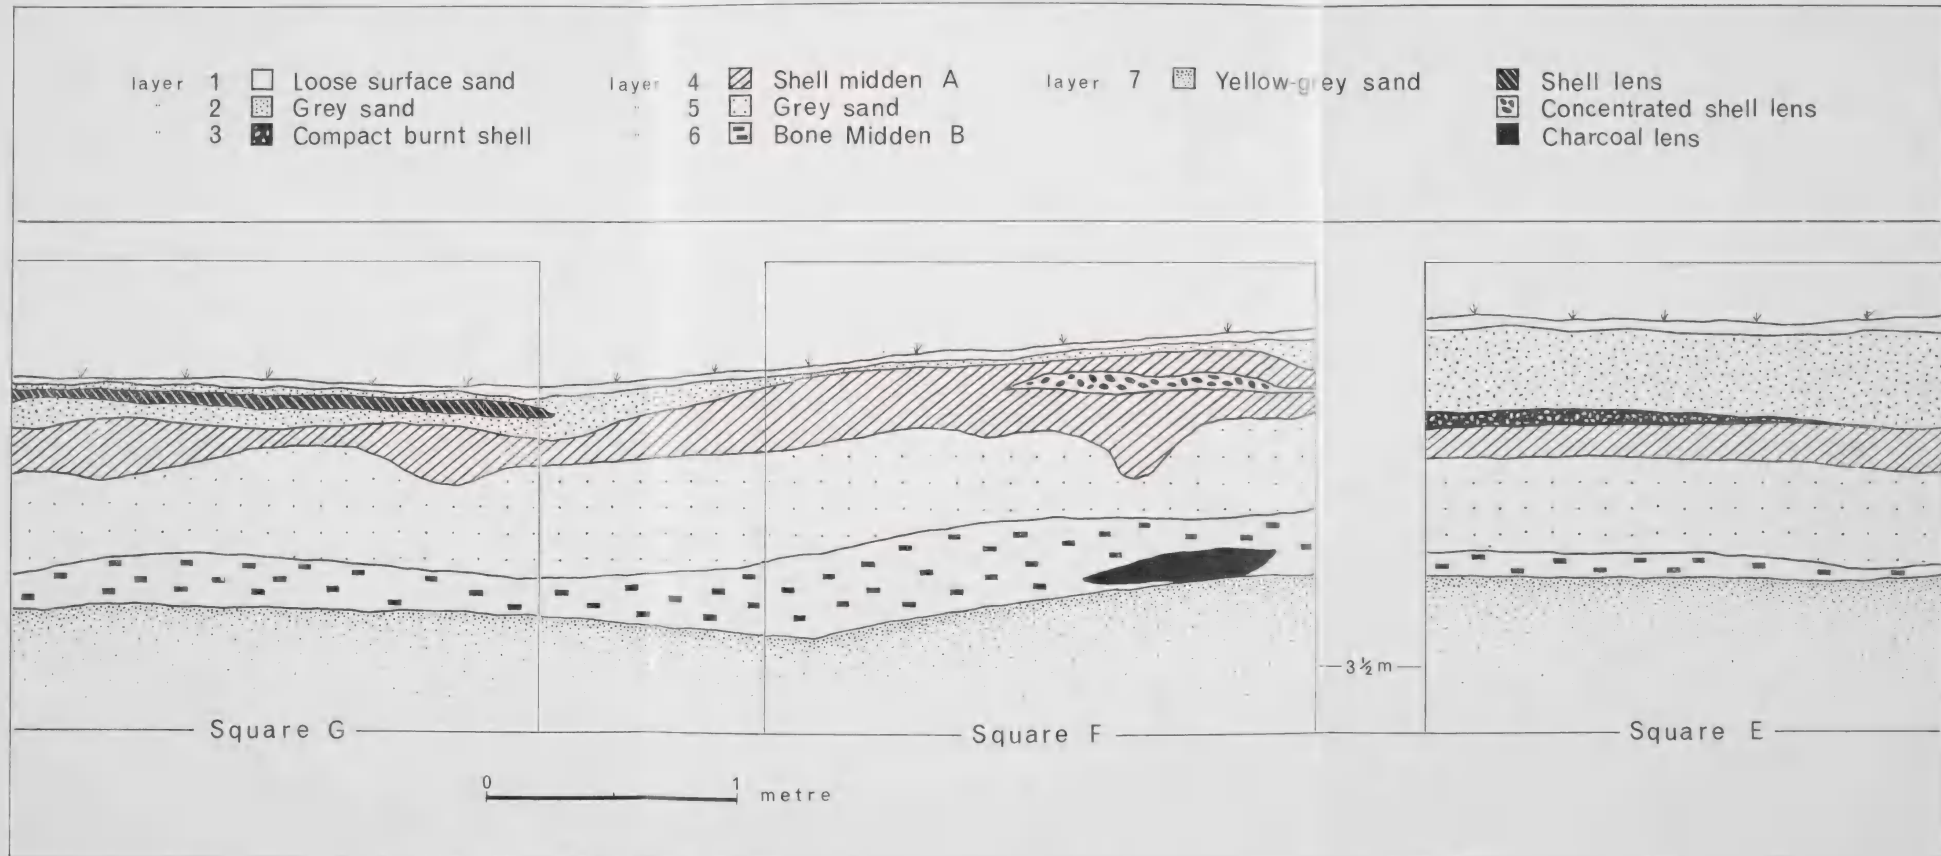 layer 1 Loose surface sand
" 2 Grey sand
" 3 Compact burnt shell
layer 4 Shell midden A
" 5 Grey sand
" 6 Bone Midden B
layer 7 Yellow-grey sand
Shell lens
Concentrated shell lens
Charcoal lens
3½m
Square G
Square F
Square E
0 1 metre